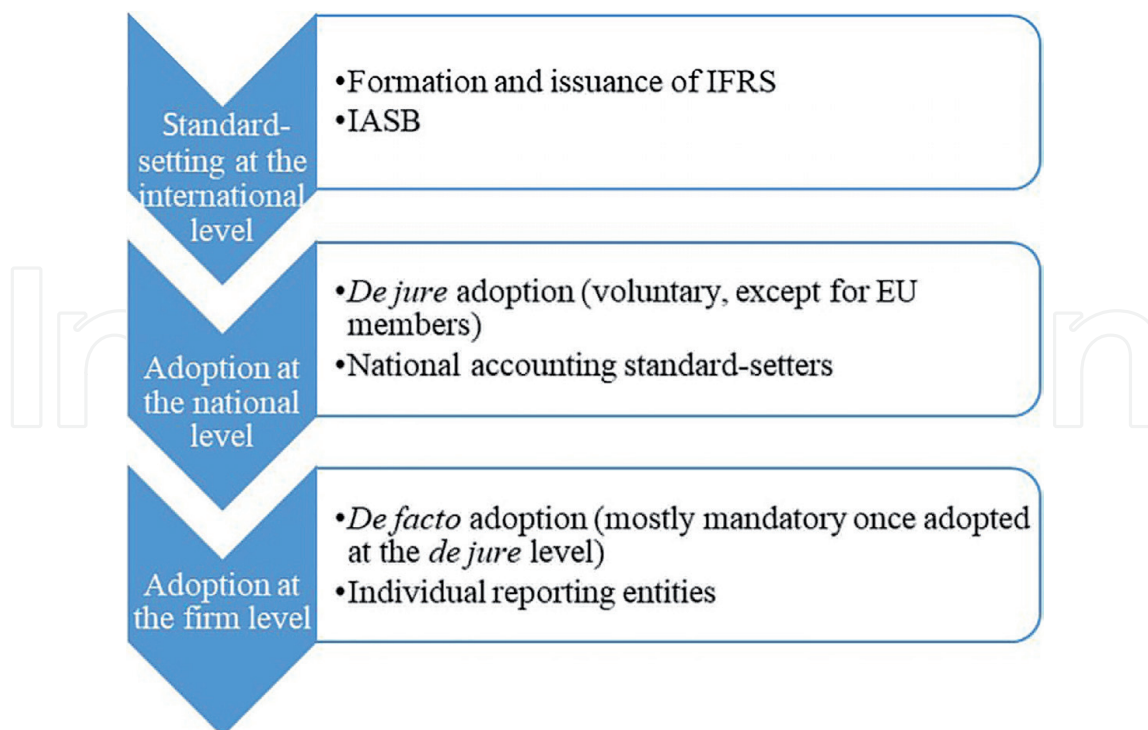 Standard-
setting at the
international
level
•Formation and issuance of IFRS
•IASB
Adoption at
the national
level
•De jure adoption (voluntary, except for EU
members)
•National accounting standard-setters
Adoption at
the firm level
•De facto adoption (mostly mandatory once adopted
at the de jure level)
•Individual reporting entities